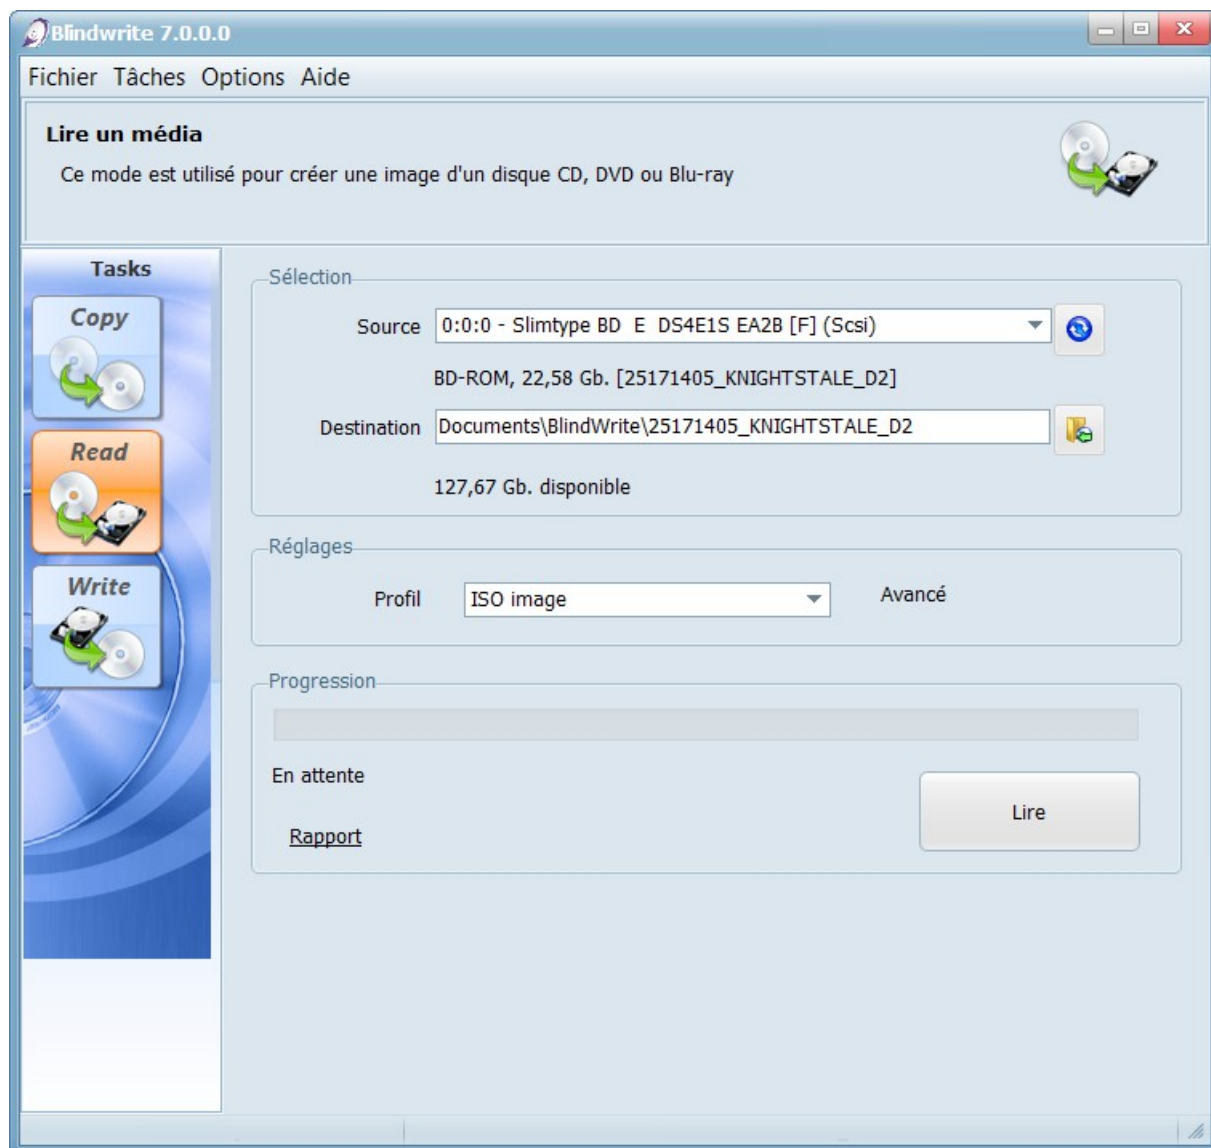 Blindwrite 7.0.0.0
Fichier Tâches Options Aide
Lire un média
Ce mode est utilisé pour créer une image d'un disque CD, DVD ou Blu-ray
Tasks
Copy
Read
Write
Sélection
Source 0:0:0 - Slimtype BD E DS4E1S EA2B [F] (Scsi)
BD-ROM, 22,58 Gb. [25171405_KNIGHTSTALE_D2]
Destination Documents\BlindWrite\25171405_KNIGHTSTALE_D2
127,67 Gb. disponible
Réglages
Profil ISO image Avancé
Progression
En attente
Lire
Rapport